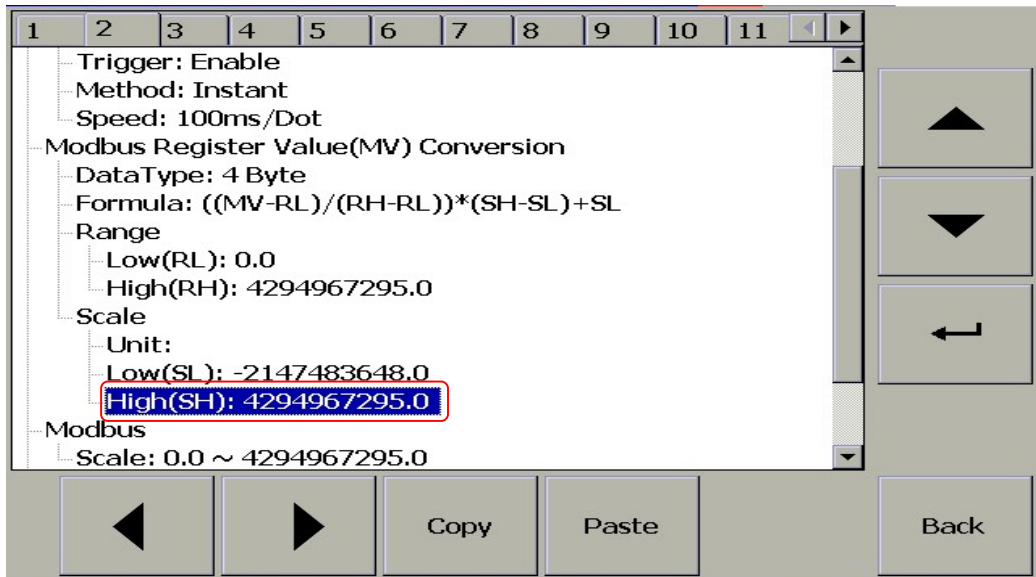 1 2 3 4 5 6 7 8 9 10 11
Trigger: Enable
Method: Instant
Speed: 100ms/Dot
Modbus Register Value(MV) Conversion
DataType: 4 Byte
Formula: ((MV-RL)/(RH-RL))*(SH-SL)+SL
Range
Low(RL): 0.0
High(RH): 4294967295.0
Scale
Unit:
Low(SL): -2147483648.0
High(SH): 4294967295.0
Modbus
Scale: 0.0 ~ 4294967295.0
Copy Paste Back